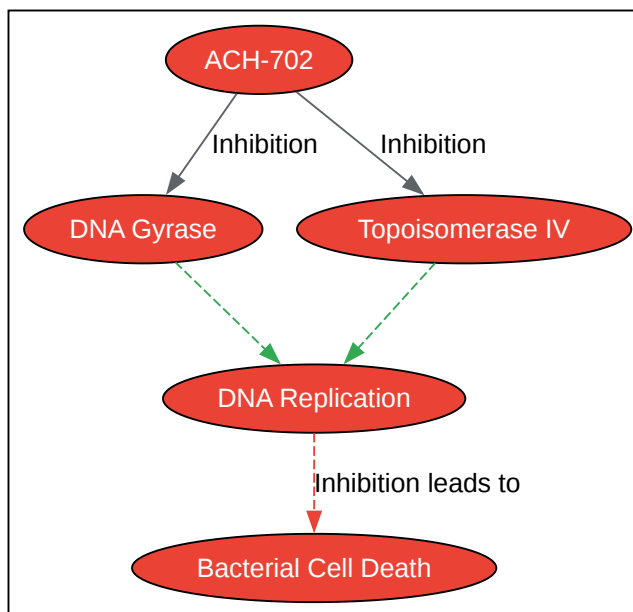 ACH-702
Inhibition
Inhibition
DNA Gyrase
Topoisomerase IV
DNA Replication
Inhibition leads to
Bacterial Cell Death